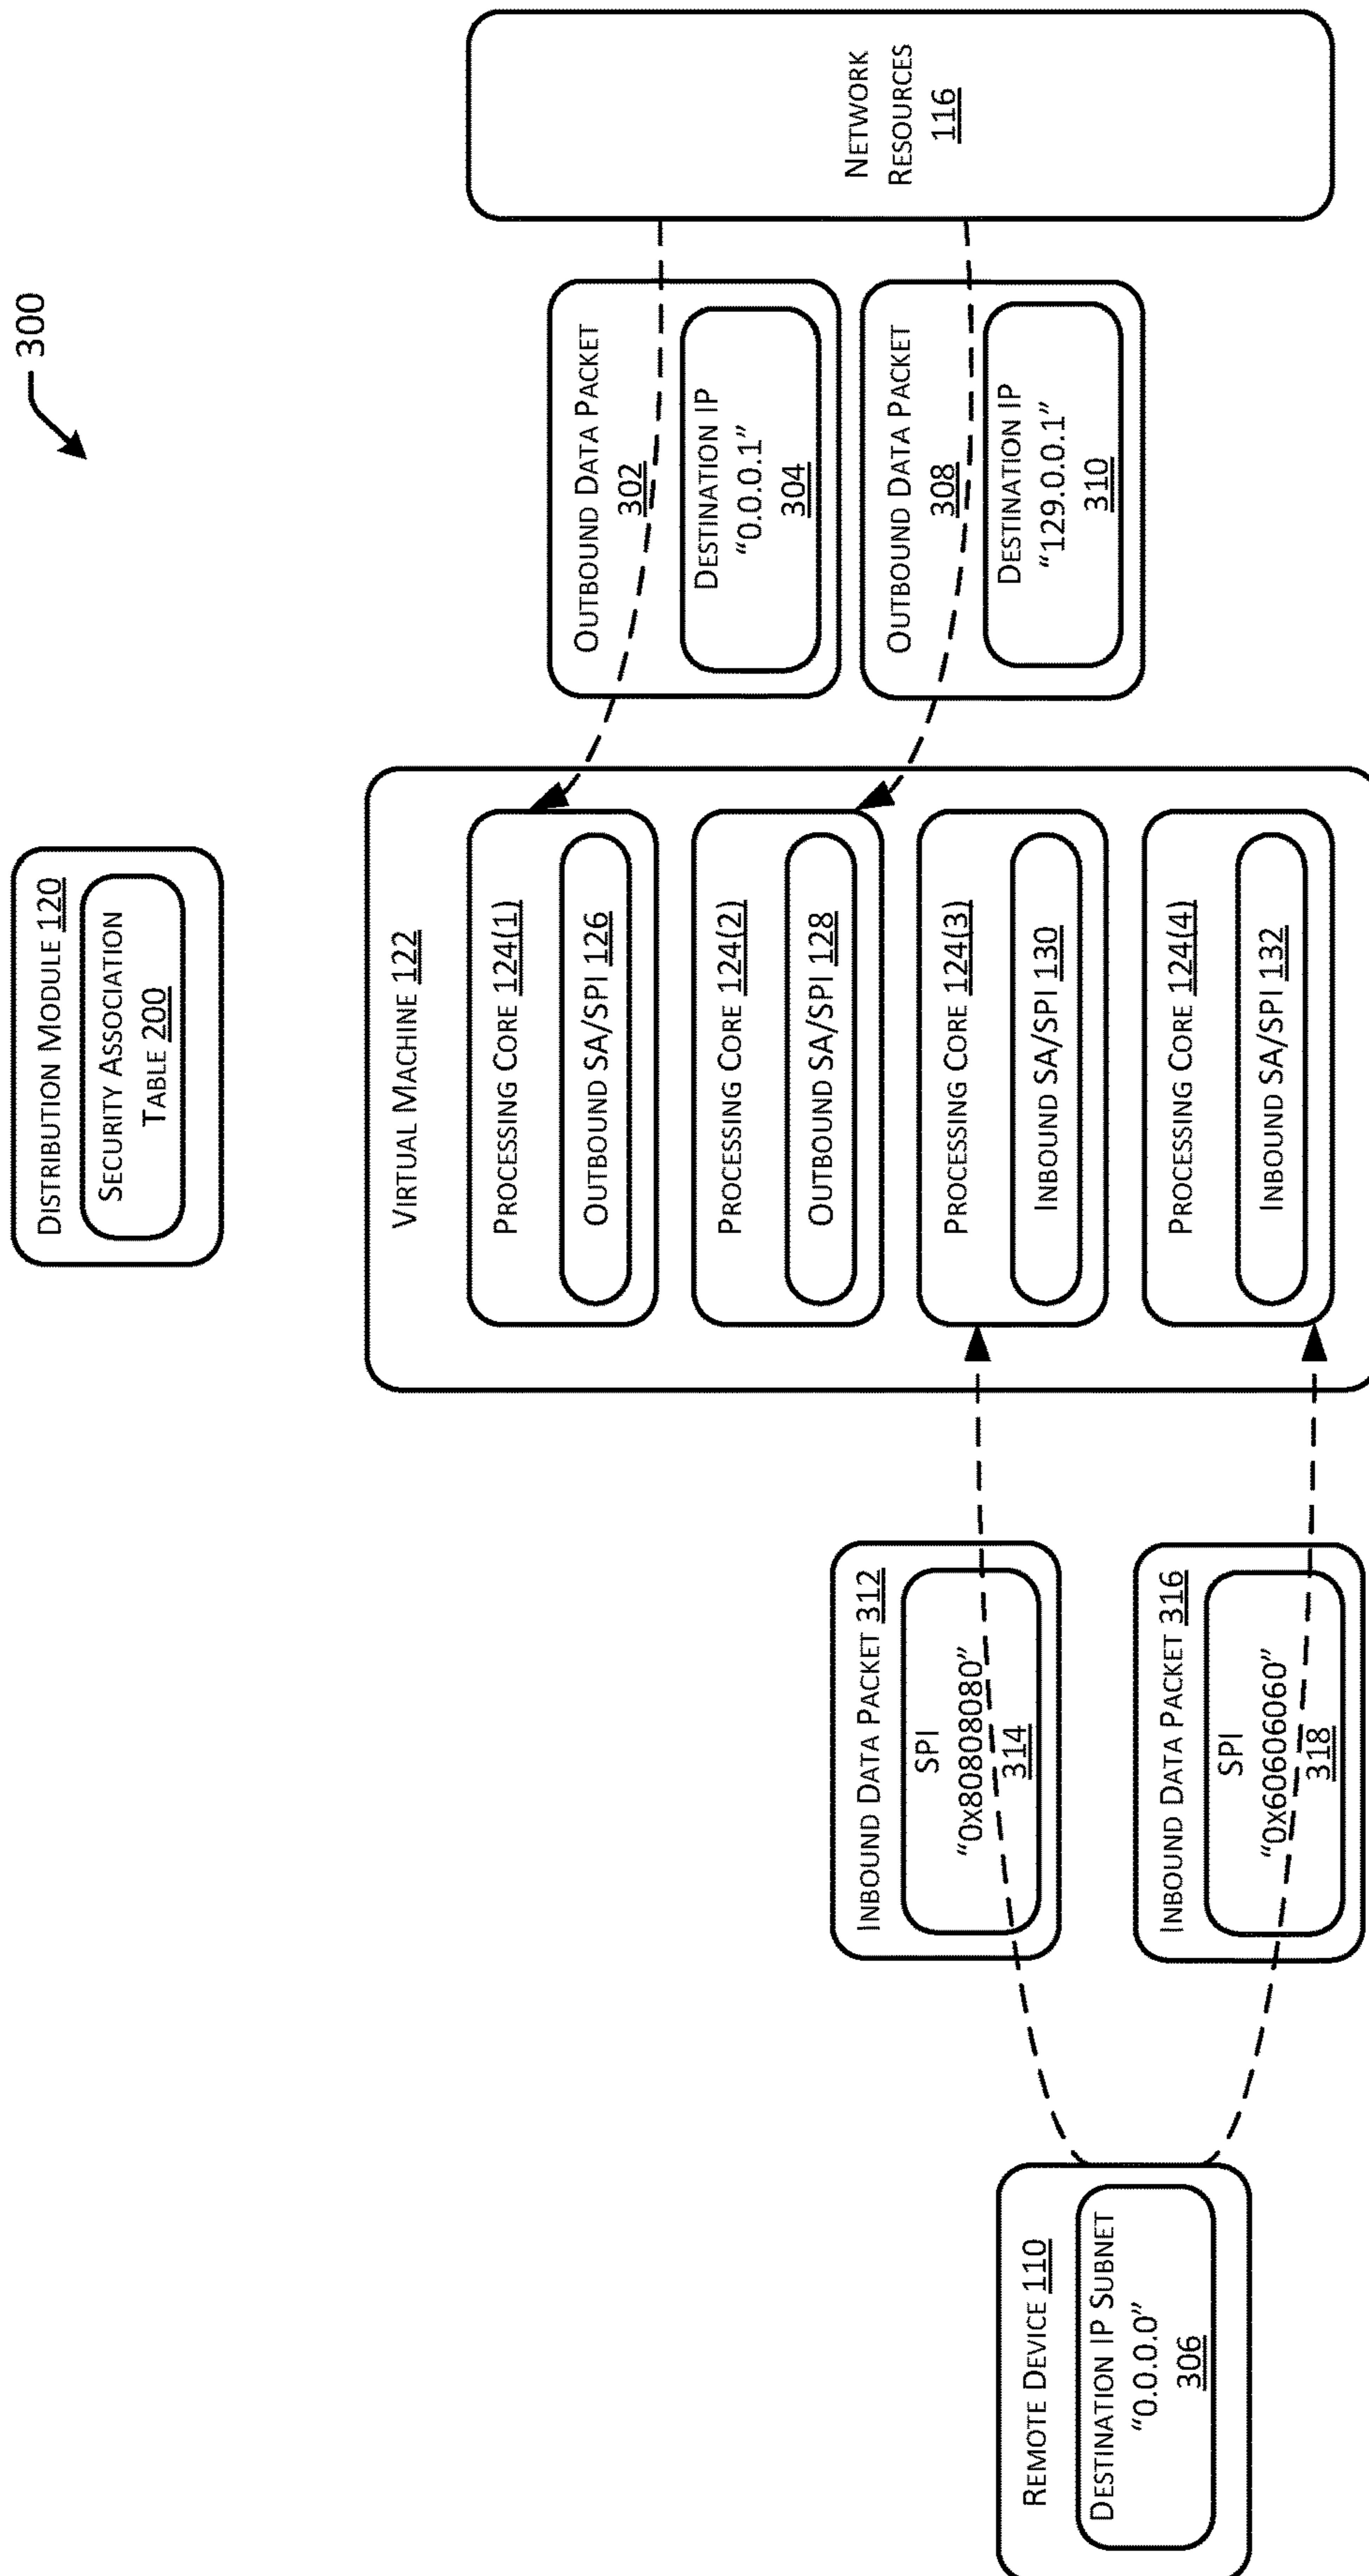 300
DISTRIBUTION MODULE 120
SECURITY ASSOCIATION
TABLE 200
REMOTE DEVICE 110
DESTINATION IP SUBNET
“0.0.0.0”
306
INBOUND DATA PACKET 312
SPI
“0x80808080”
314
INBOUND DATA PACKET 316
SPI
“0x60606060”
318
VIRTUAL MACHINE 122
PROCESSING CORE 124(1)
OUTBOUND SA/SPI 126
PROCESSING CORE 124(2)
OUTBOUND SA/SPI 128
PROCESSING CORE 124(3)
INBOUND SA/SPI 130
PROCESSING CORE 124(4)
INBOUND SA/SPI 132
OUTBOUND DATA PACKET
302
DESTINATION IP
“0.0.0.1”
304
OUTBOUND DATA PACKET
308
DESTINATION IP
“129.0.0.1”
310
NETWORK
RESOURCES
116